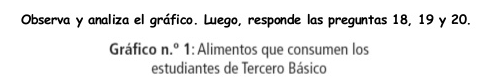 Observa y analiza el gráfico. Luego, responde las preguntas 18, 19 y 20.
Gráfico n.º 1: Alimentos que consumen los
estudiantes de Tercero Básico